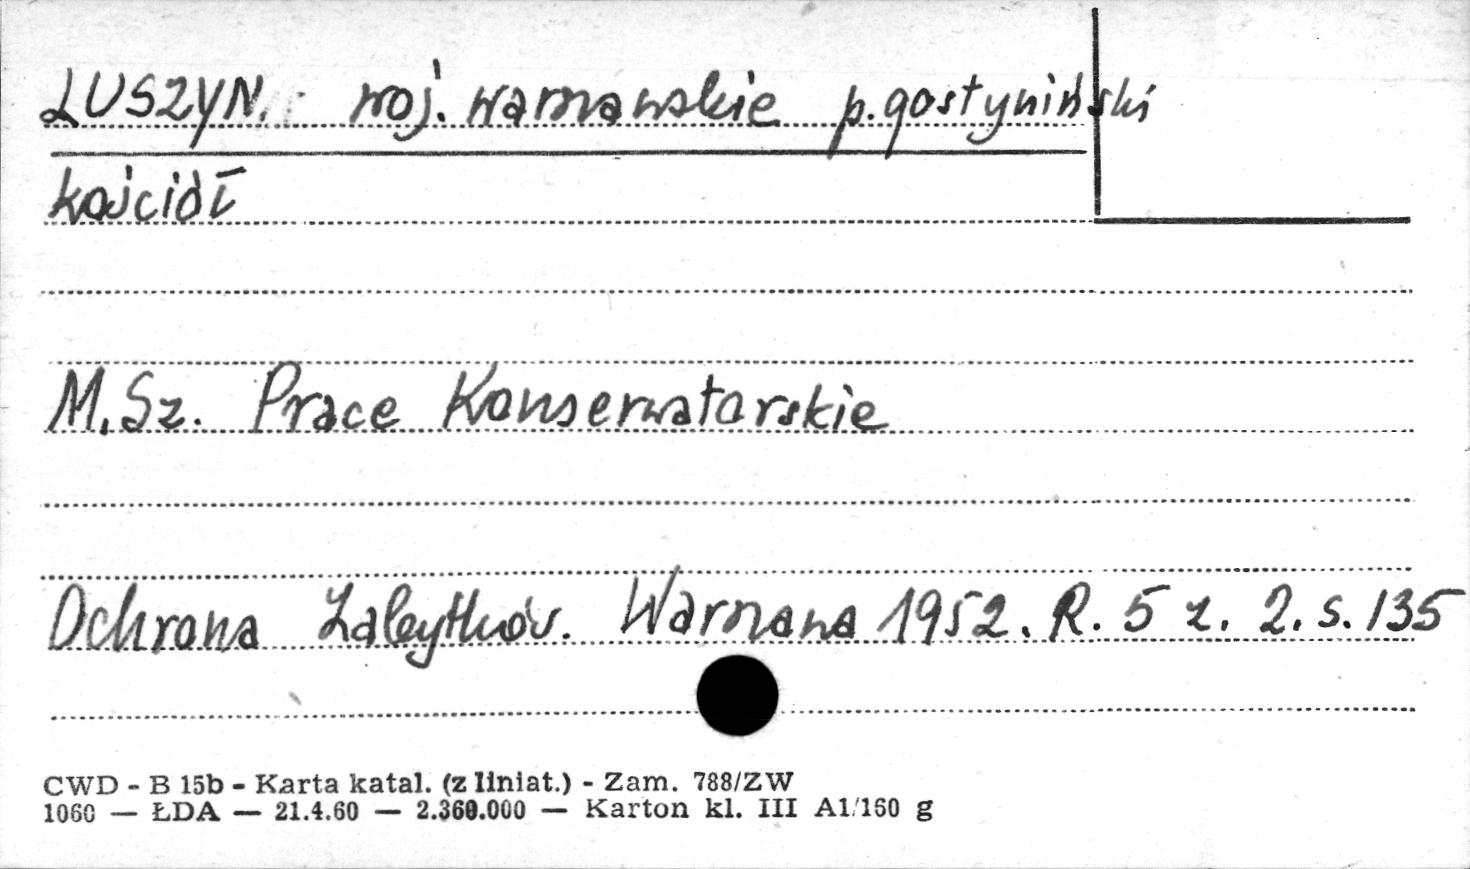 LUSZYN. woj. warszawskie p. gostyniński
kościół
M. Sz. Prace Konserwatorskie
Ochrona Zabytków. Warszawa 1952. R. 5 z. 2. s. 135
CWD - B 15b - Karta katal. (z liniat.) - Zam. 788/ZW
1060 — ŁDA — 21.4.60 — 2.360.000 — Karton kl. III A1/160 g